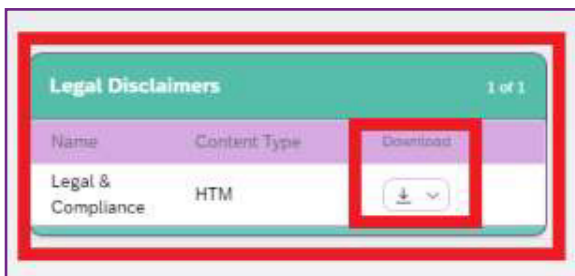 Legal Disclaimers 1 of 1
Name Content Type Download
Legal &
Compliance
HTM